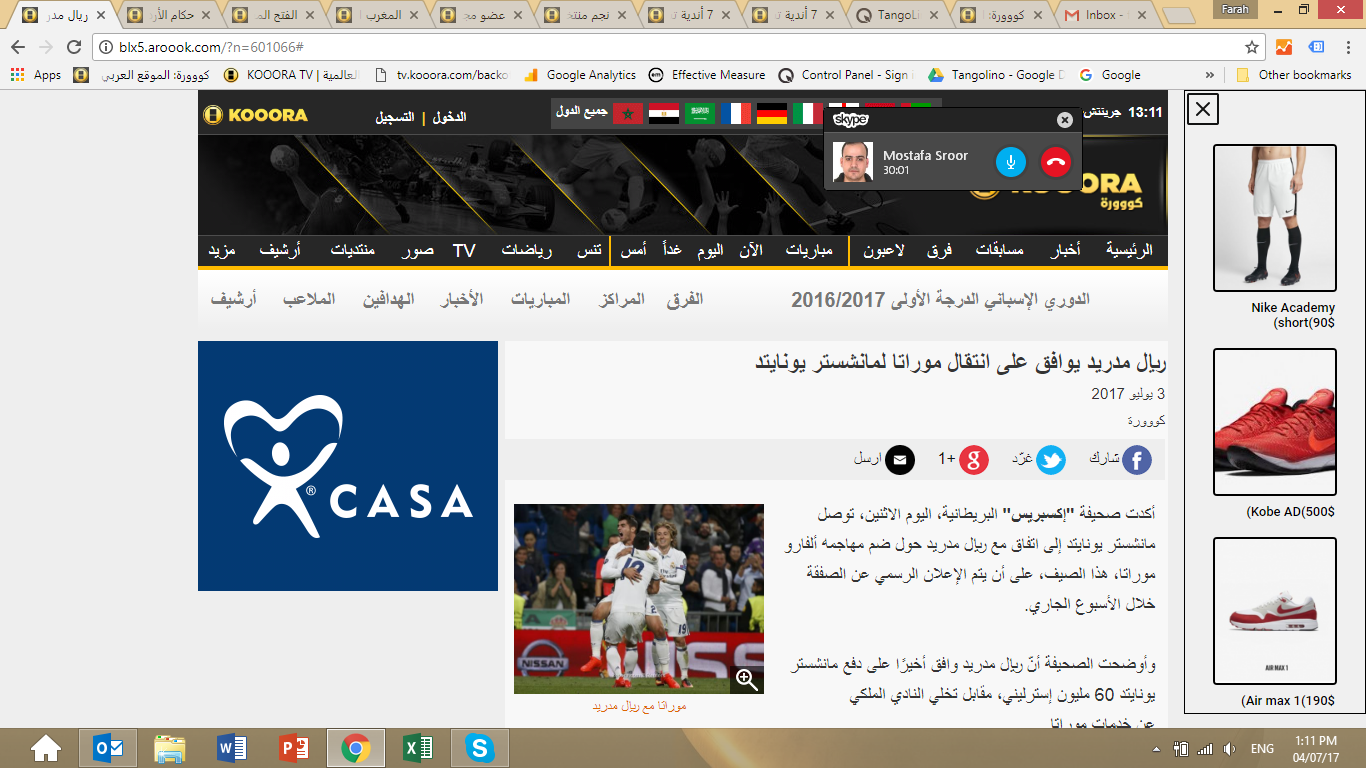 ريال مدر
حكام الأر
الفتح الم
المغرب ا
عضو مج
نجم منتخ
7 أندية تو
7 أندية تو
TangoLi
كووورة: ا
Inbox -
Farah
blx5.aroook.com/?n=601066#
Apps
كووورة: الموقع العربي
KOOORA TV | العالمية
tv.kooora.com/backo
Google Analytics
Effective Measure
Control Panel - Sign i
Tangolino - Google D
Google
»
Other bookmarks
KOOORA
الدخول | التسجيل
جميع الدول
13:11 جرينتش
skype
Mostafa Sroor
30:01
KOOORA
كووورة
الرئيسية أخبار مسابقات فرق لاعبون مباريات الآن اليوم غداً أمس تنس رياضات TV صور منتديات أرشيف مزيد
الدوري الإسباني الدرجة الأولى 2016/2017 الفرق المراكز المباريات الأخبار الهدافين الملاعب أرشيف
ريال مدريد يوافق على انتقال موراتا لمانشستر يونايتد
3 يوليو 2017
كووورة
شارك غرّد +1 ارسل
CASA
®
أكدت صحيفة "إكسبريس" البريطانية، اليوم الاثنين، توصل
مانشستر يونايتد إلى اتفاق مع ريال مدريد حول ضم مهاجمه ألفارو
موراتا، هذا الصيف، على أن يتم الإعلان الرسمي عن الصفقة
خلال الأسبوع الجاري.
وأوضحت الصحيفة أنّ ريال مدريد وافق أخيرًا على دفع مانشستر
يونايتد 60 مليون إسترليني، مقابل تخلي النادي الملكي
عن خدمات موراتا
19
NISSAN
موراتا مع ريال مدريد
Nike Academy
(short(90$
(Kobe AD(500$
AIR MAX 1
(Air max 1(190$
ENG
1:11 PM
04/07/17